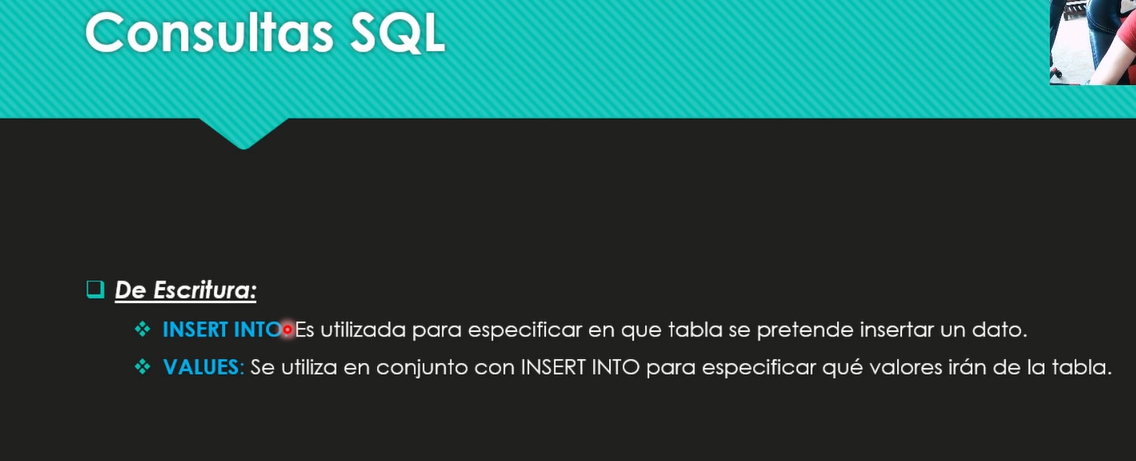 Consultas SQL
De Escritura:
INSERT INTO: Es utilizada para especificar en que tabla se pretende insertar un dato.
VALUES: Se utiliza en conjunto con INSERT INTO para especificar qué valores irán de la tabla.